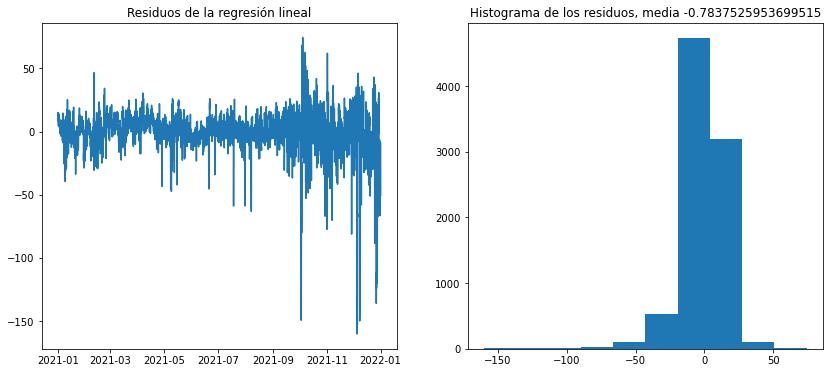 Residuos de la regresión lineal
50
0
−50
−100
−150
2021-01 2021-03 2021-05 2021-07 2021-09 2021-11 2022-01
Histograma de los residuos, media -0.7837525953699515
4000
3000
2000
1000
0
−150 −100 −50 0 50